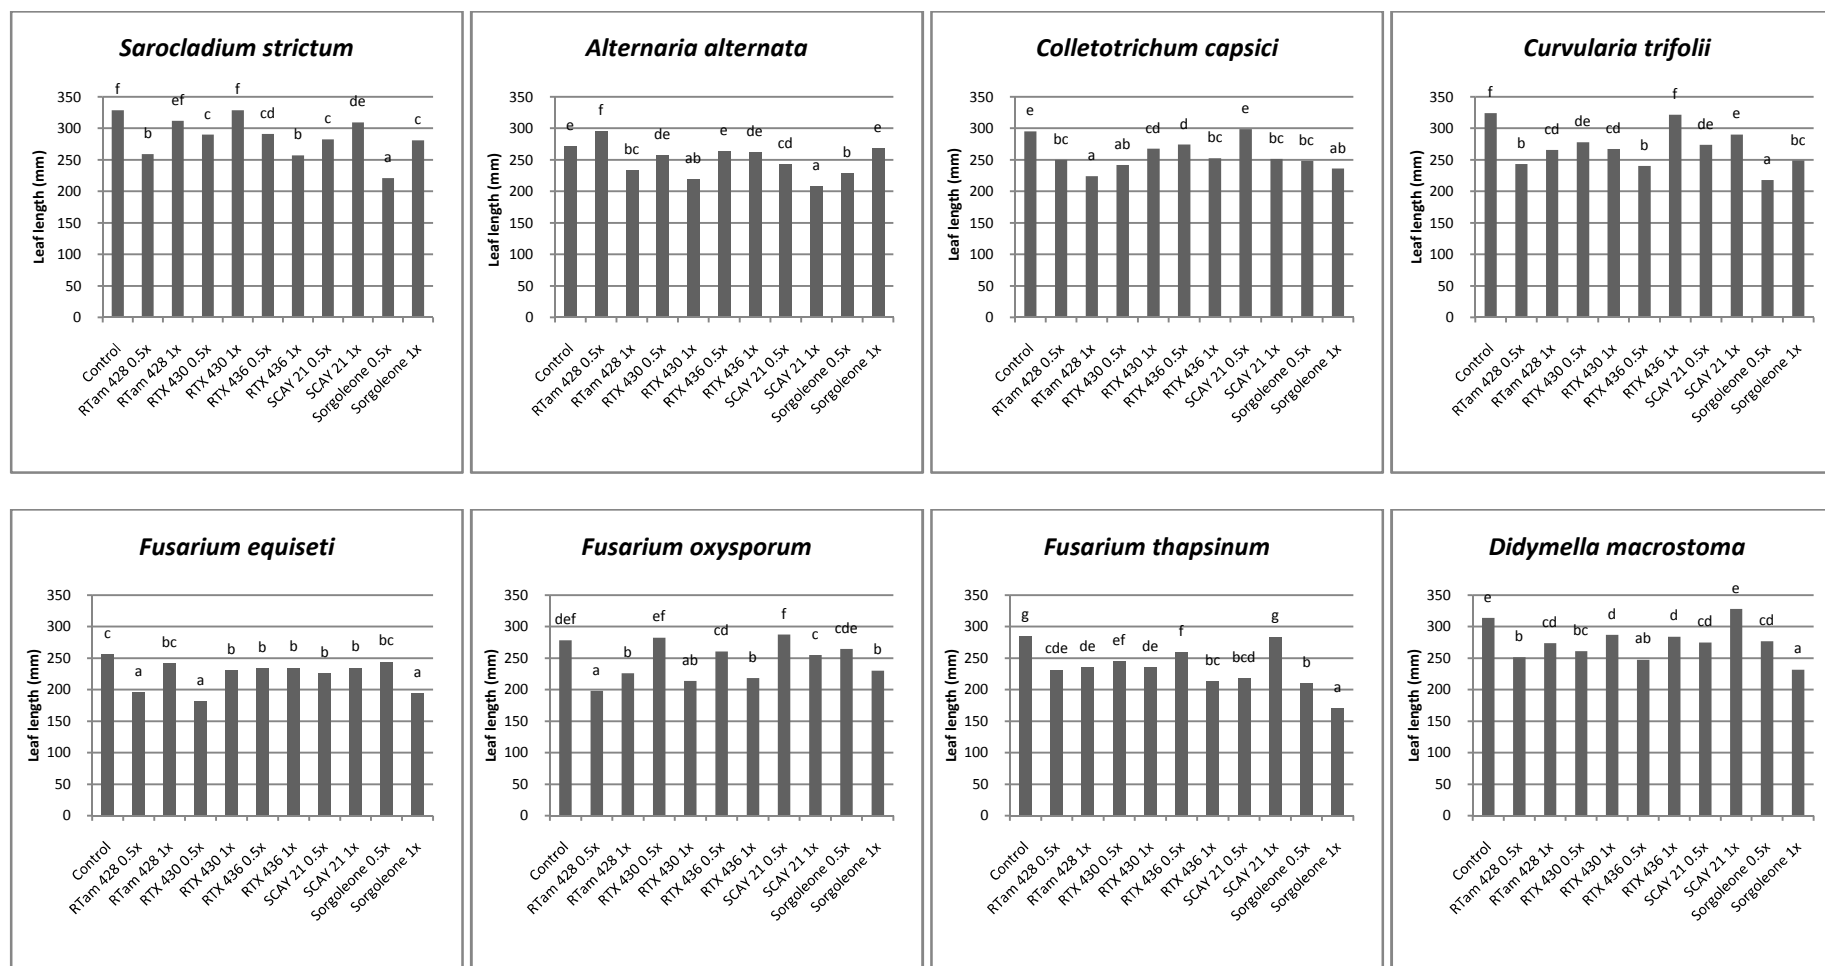 Sarocladium strictum
f
b
ef
c
f
cd
b
c
de
a
c
Leaf length (mm)
350
300
250
200
150
100
50
0
Control
RTam 428 0.5x
RTam 428 1x
RTX 430 0.5x
RTX 430 1x
RTX 436 0.5x
RTX 436 1x
SCAY 21 0.5x
SCAY 21 1x
Sorgoleone 0.5x
Sorgoleone 1x
Alternaria alternata
e
f
bc
de
ab
e
de
cd
a
b
e
Leaf length (mm)
350
300
250
200
150
100
50
0
Control
RTam 428 0.5x
RTam 428 1x
RTX 430 0.5x
RTX 430 1x
RTX 436 0.5x
RTX 436 1x
SCAY 21 0.5x
SCAY 21 1x
Sorgoleone 0.5x
Sorgoleone 1x
Colletotrichum capsici
e
bc
a
ab
cd
d
bc
e
bc
bc
ab
Leaf length (mm)
350
300
250
200
150
100
50
0
Control
RTam 428 0.5x
RTam 428 1x
RTX 430 0.5x
RTX 430 1x
RTX 436 0.5x
RTX 436 1x
SCAY 21 0.5x
SCAY 21 1x
Sorgoleone 0.5x
Sorgoleone 1x
Curvularia trifolii
f
b
cd
de
cd
b
f
de
e
a
bc
Leaf length (mm)
350
300
250
200
150
100
50
0
Control
RTam 428 0.5x
RTam 428 1x
RTX 430 0.5x
RTX 430 1x
RTX 436 0.5x
RTX 436 1x
SCAY 21 0.5x
SCAY 21 1x
Sorgoleone 0.5x
Sorgoleone 1x
Fusarium equiseti
c
a
bc
a
b
b
b
b
b
bc
a
Leaf length (mm)
350
300
250
200
150
100
50
0
Control
RTam 428 0.5x
RTam 428 1x
RTX 430 0.5x
RTX 430 1x
RTX 436 0.5x
RTX 436 1x
SCAY 21 0.5x
SCAY 21 1x
Sorgoleone 0.5x
Sorgoleone 1x
Fusarium oxysporum
def
a
b
ef
ab
cd
b
f
c
cde
b
Leaf length (mm)
350
300
250
200
150
100
50
0
Control
RTam 428 0.5x
RTam 428 1x
RTX 430 0.5x
RTX 430 1x
RTX 436 0.5x
RTX 436 1x
SCAY 21 0.5x
SCAY 21 1x
Sorgoleone 0.5x
Sorgoleone 1x
Fusarium thapsinum
g
cde
de
ef
de
f
bc
bcd
g
b
a
Leaf length (mm)
350
300
250
200
150
100
50
0
Control
RTam 428 0.5x
RTam 428 1x
RTX 430 0.5x
RTX 430 1x
RTX 436 0.5x
RTX 436 1x
SCAY 21 0.5x
SCAY 21 1x
Sorgoleone 0.5x
Sorgoleone 1x
Didymella macrostoma
e
b
cd
bc
d
ab
d
cd
e
cd
a
Leaf length (mm)
350
300
250
200
150
100
50
0
Control
RTam 428 0.5x
RTam 428 1x
RTX 430 0.5x
RTX 430 1x
RTX 436 0.5x
RTX 436 1x
SCAY 21 0.5x
SCAY 21 1x
Sorgoleone 0.5x
Sorgoleone 1x